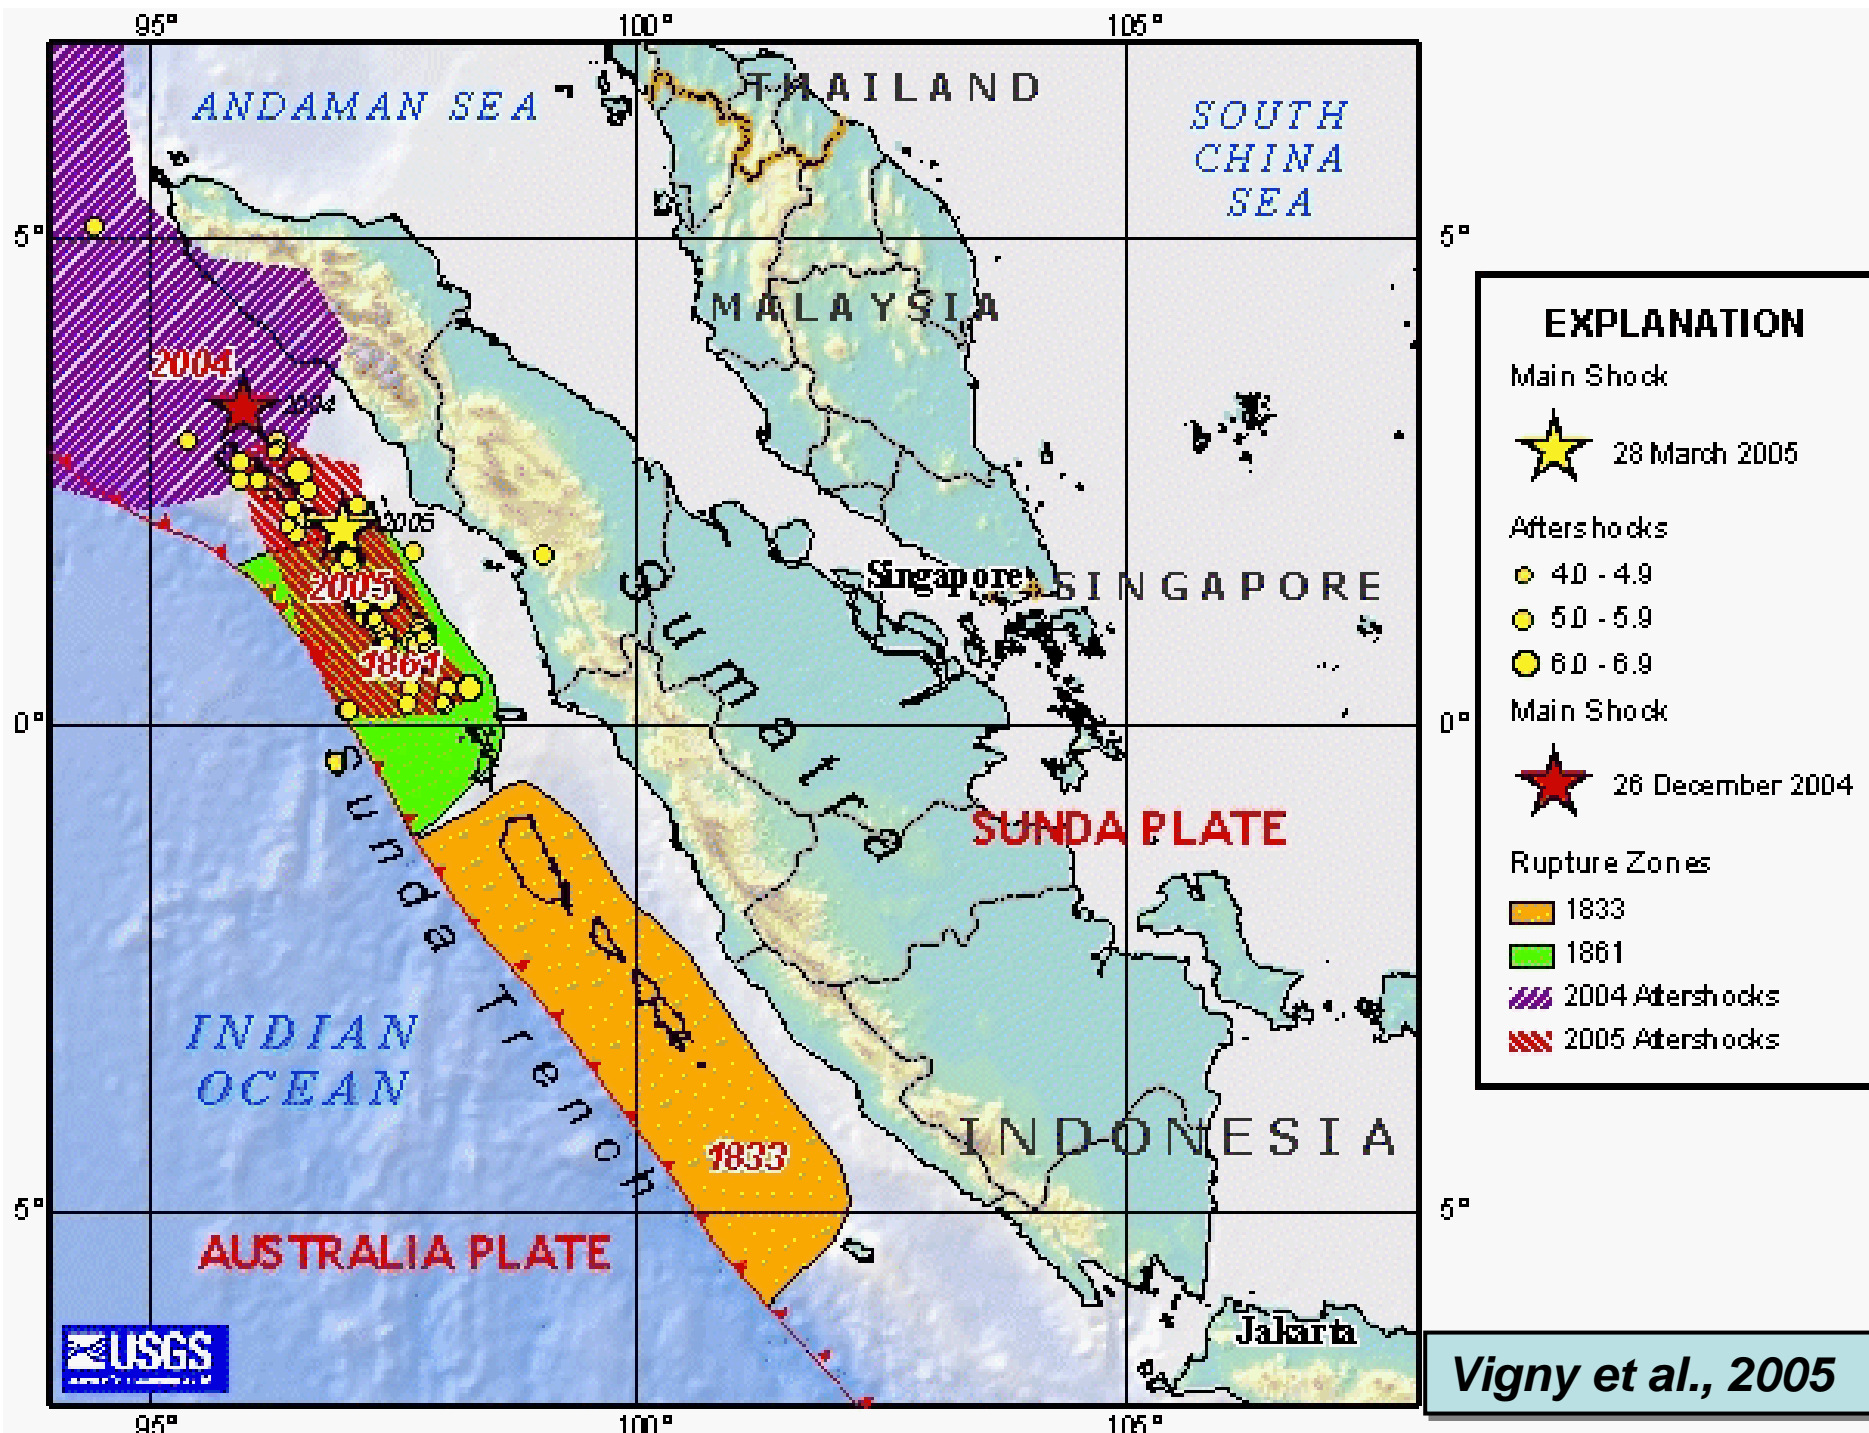 95°
100°
105°
ANDAMAN SEA
THAILAND
SOUTH
CHINA
SEA
5°
5°
MALAYSIA
2004
2004
2005
2005
1861
Singapore
SINGAPORE
Sumatra
0°
0°
SUNDA PLATE
Sunda Trench
INDIAN
OCEAN
INDONESIA
1833
5°
5°
AUSTRALIA PLATE
USGS
Jakarta
95°
100°
105°
EXPLANATION
Main Shock
28 March 2005
Aftershocks
4.0 - 4.9
5.0 - 5.9
6.0 - 6.9
Main Shock
26 December 2004
Rupture Zones
1833
1861
2004 Aftershocks
2005 Aftershocks
Vigny et al., 2005